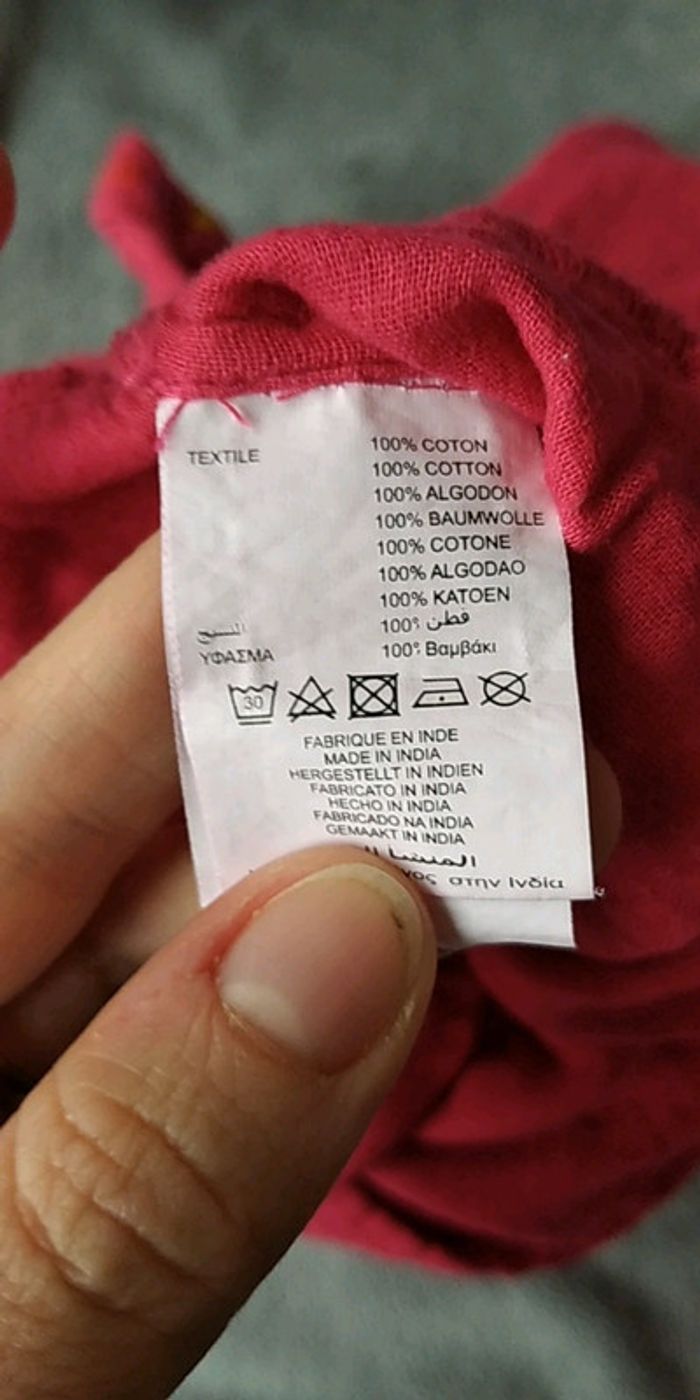 TEXTILE 100% COTON
100% COTTON
100% ALGODON
100% BAUMWOLLE
100% COTONE
100% ALGODAO
100% KATOEN
100% قطن
ΥΦΑΣΜΑ 100% Βαμβάκι
30
FABRIQUE EN INDE
MADE IN INDIA
HERGESTELLT IN INDIEN
FABRICATO IN INDIA
HECHO IN INDIA
FABRICADO NA INDIA
GEMAAKT IN INDIA
المنشا
στην Ινδία